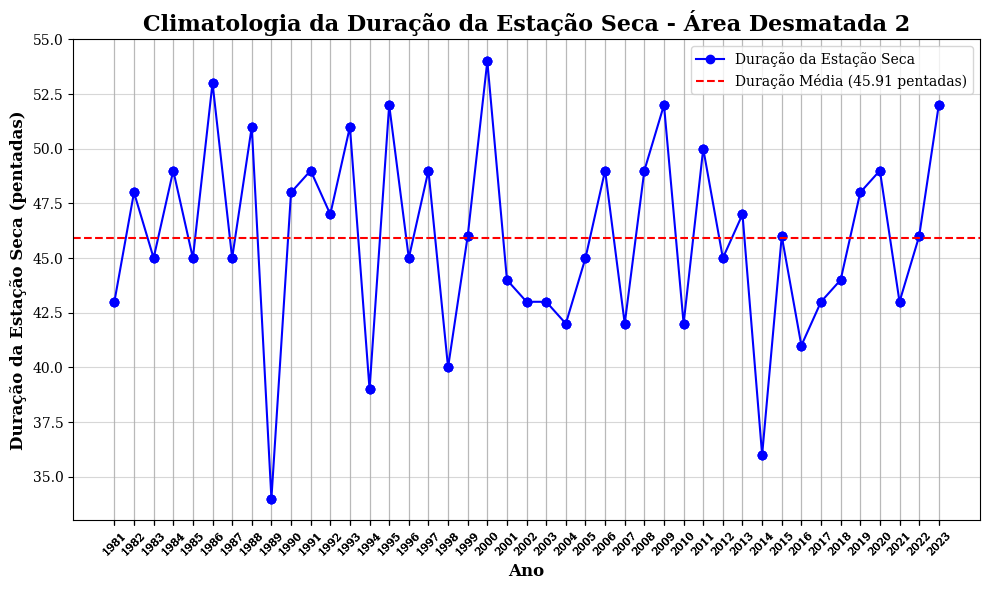 Climatologia da Duração da Estação Seca - Área Desmatada 2
Duração da Estação Seca
Duração Média (45.91 pentadas)
Duração da Estação Seca (pentadas)
55.0
52.5
50.0
47.5
45.0
42.5
40.0
37.5
35.0
1981 1982 1983 1984 1985 1986 1987 1988 1989 1990 1991 1992 1993 1994 1995 1996 1997 1998 1999 2000 2001 2002 2003 2004 2005 2006 2007 2008 2009 2010 2011 2012 2013 2014 2015 2016 2017 2018 2019 2020 2021 2022 2023
Ano